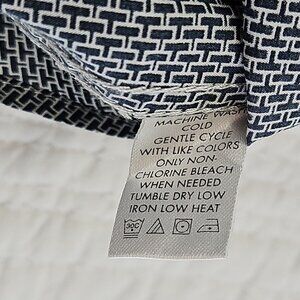 MACHINE WASH
COLD
GENTLE CYCLE
WITH LIKE COLORS
ONLY NON-
CHLORINE BLEACH
WHEN NEEDED
TUMBLE DRY LOW
IRON LOW HEAT
30C